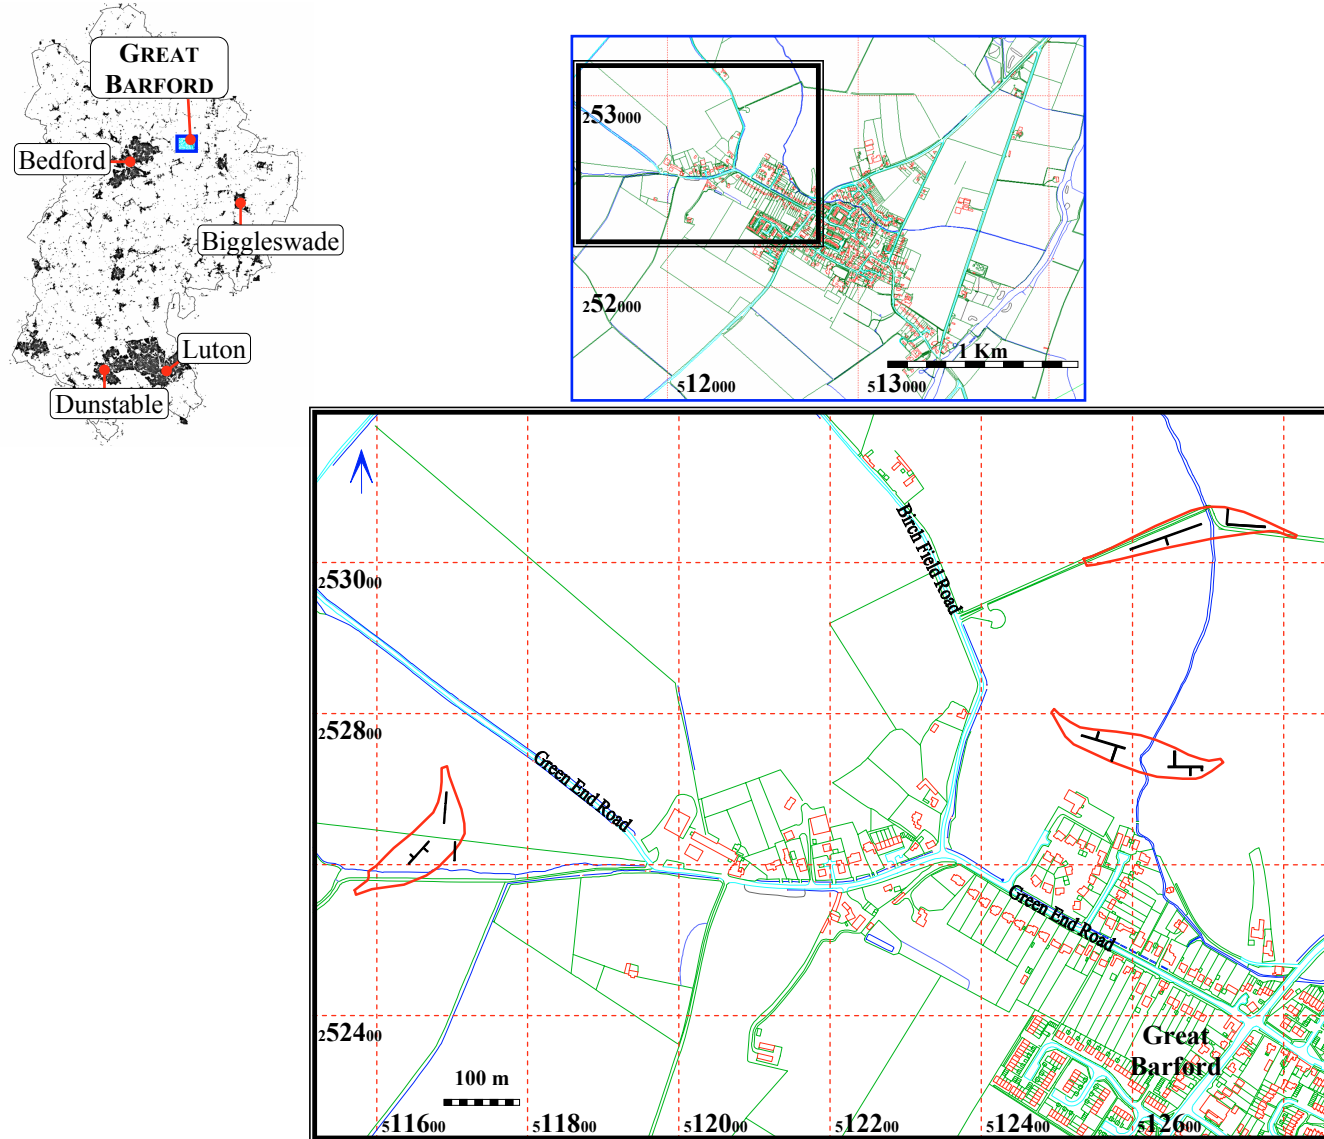 GREAT
BARFORD
Bedford
Biggleswade
Luton
Dunstable
253000
252000
1 Km
512000
513000
Birch Field Road
253000
252800
Green End Road
Green End Road
252400
100 m
Great
Barford
511600
511800
512000
512200
512400
512600